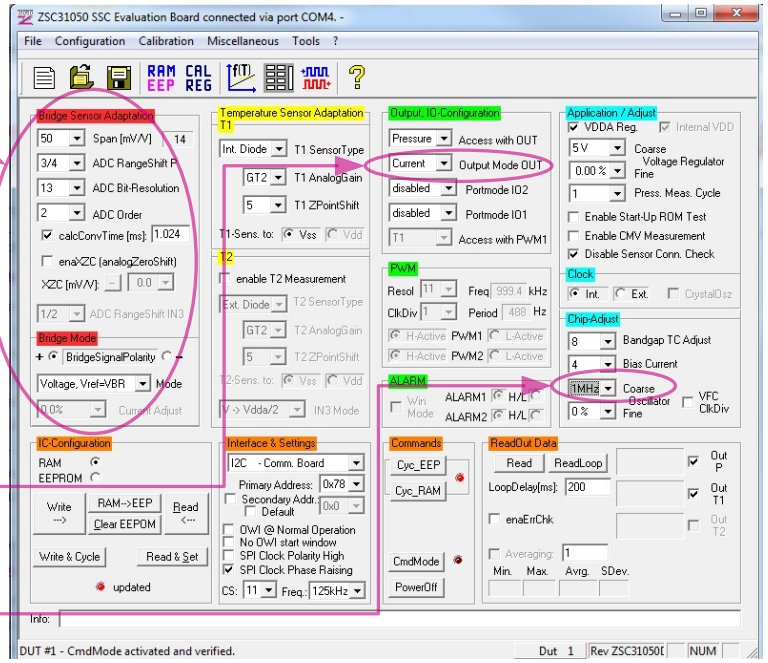 ZSC31050 SSC Evaluation Board connected via port COM4. -
File Configuration Calibration Miscellaneous Tools ?
RAM EEP CAL REG f(T) ?
Bridge Sensor Adaptation
50 Span [mV/V] 14
3/4 ADC RangeShift P
13 ADC Bit-Resolution
2 ADC Order
calcConvTime [ms]: 1.024
enaXZC (analogZeroShift)
XZC [mV/V]: - 0.0
1/2 ADC RangeShift IN3
Bridge Mode
+ BridgeSignalPolarity -
Voltage, Vref=VBR Mode
0.0% Current Adjust
Temperature Sensor Adaptation
T1
Int. Diode T1 SensorType
GT2 T1 AnalogGain
5 T1 ZPointShift
T1-Sens. to: Vss Vdd
T2
enable T2 Measurement
Ext. Diode T2 SensorType
GT2 T2 AnalogGain
5 T2 ZPointShift
T2-Sens. to: Vss Vdd
V -> Vdda/2 IN3 Mode
Output, IO-Configuration
Pressure Access with OUT
Current Output Mode OUT
disabled Portmode IO2
disabled Portmode IO1
T1 Access with PWM1
PWM
Resol 11 Freq 999.4 kHz
ClkDiv 1 Period 488 Hz
H-Active PWM1 L-Active
H-Active PWM2 L-Active
ALARM
Win Mode ALARM1 H/L
ALARM2 H/L
Application / Adjust
VDDA Reg. Internal VDD
5 V Coarse
Voltage Regulator
0.00 % Fine
1 Press. Meas. Cycle
Enable Start-Up ROM Test
Enable CMV Measurement
Disable Sensor Conn. Check
Clock
Int. Ext. CrystalOsz
Chip-Adjust
8 Bandgap TC Adjust
4 Bias Current
1MHz Coarse
Oscillator VFC ClkDiv
0 % Fine
IC-Configuration
RAM
EEPROM
Write ---> RAM-->EEP Read <---
Clear EEPOM
Write & Cycle Read & Set
updated
Interface & Settings
I2C - Comm. Board
Primary Address: 0x78
Secondary Addr.:
Default 0x0
OWI @ Normal Operation
No OWI start window
SPI Clock Polarity High
SPI Clock Phase Raising
CS: 11 Freq.: 125kHz
Commands
Cyc_EEP
Cyc_RAM
CmdMode
PowerOff
ReadOut Data
Read ReadLoop Out P
LoopDelay[ms]: 200 Out T1
enaErrChk Out T2
Averaging: 1
Min. Max. Avrg. SDev.
Info:
DUT #1 - CmdMode activated and verified. Dut 1 Rev ZSC31050 NUM